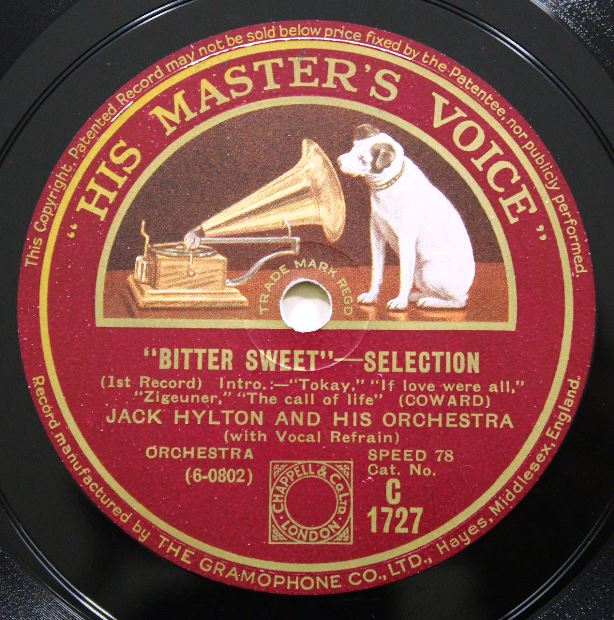 This Copyright. Patented Record may not be sold below price fixed by the Patentee, nor publicly performed.
"HIS MASTER'S VOICE"
TRADE MARK REGD
"BITTER SWEET"—SELECTION
(1st Record) Intro.:—"Tokay," "If love were all,"
"Zigeuner," "The call of life" (COWARD)
JACK HYLTON AND HIS ORCHESTRA
(with Vocal Refrain)
ORCHESTRA SPEED 78
(6-0802) Cat. No.
C
1727
CHAPPELL & Co LTD.
LONDON
Record manufactured by THE GRAMOPHONE CO., LTD., Hayes, Middlesex, England.